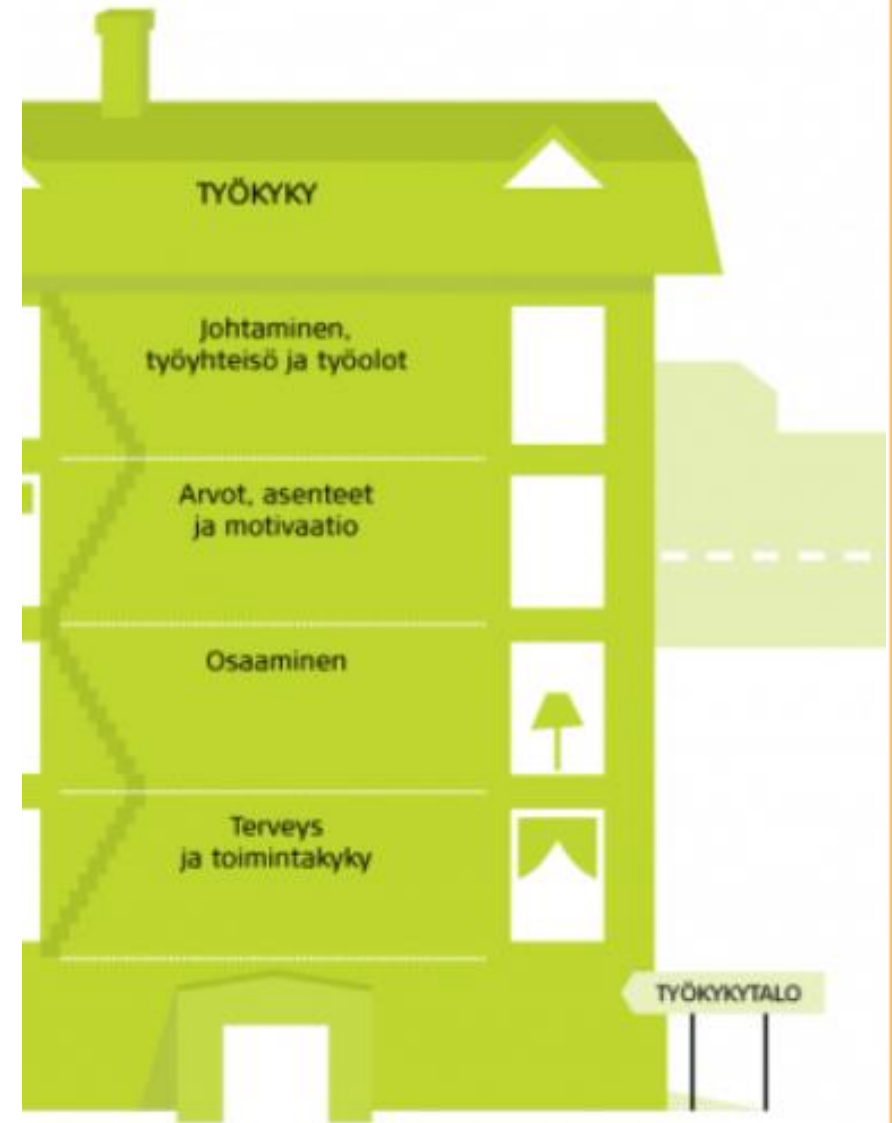 TYÖKYKY
Johtaminen,
työyhteisö ja työolot
Arvot, asenteet
ja motivaatio
Osaaminen
Terveys
ja toimintakyky
TYÖKYKYTALO